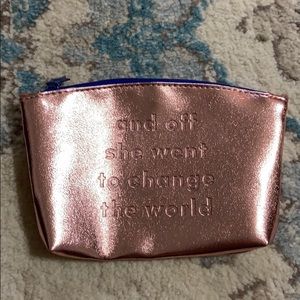 and off
she went
to change
the world